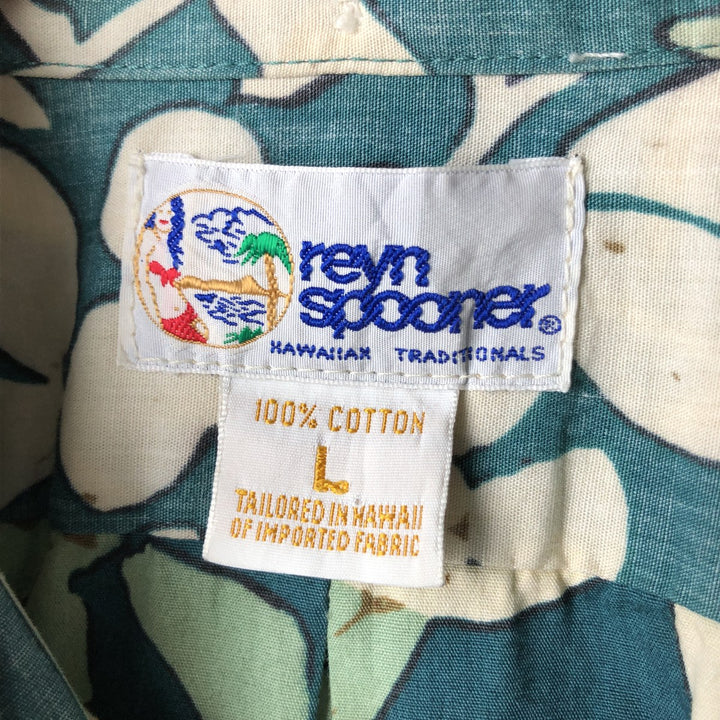 reyn
spooner®
HAWAIIAN TRADITIONALS
100% COTTON
L
TAILORED IN HAWAII
OF IMPORTED FABRIC